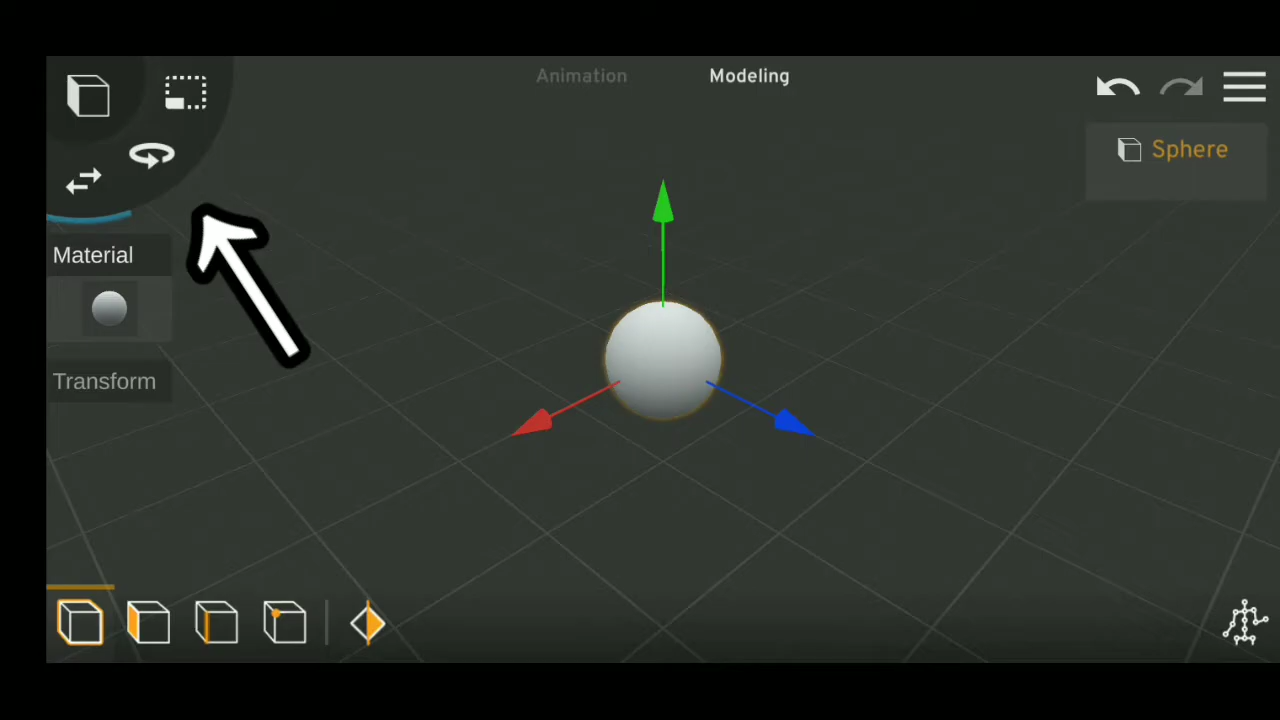 Animation
Modeling
Sphere
Material
Transform